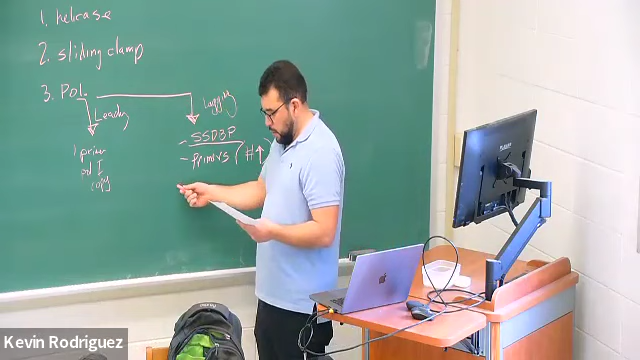 1. helicase
2. sliding clamp
3. Pol.
Leading
Lagging
1 primer
pol I
copy
- SSDBP
- primers (#↑)
Kevin Rodriguez